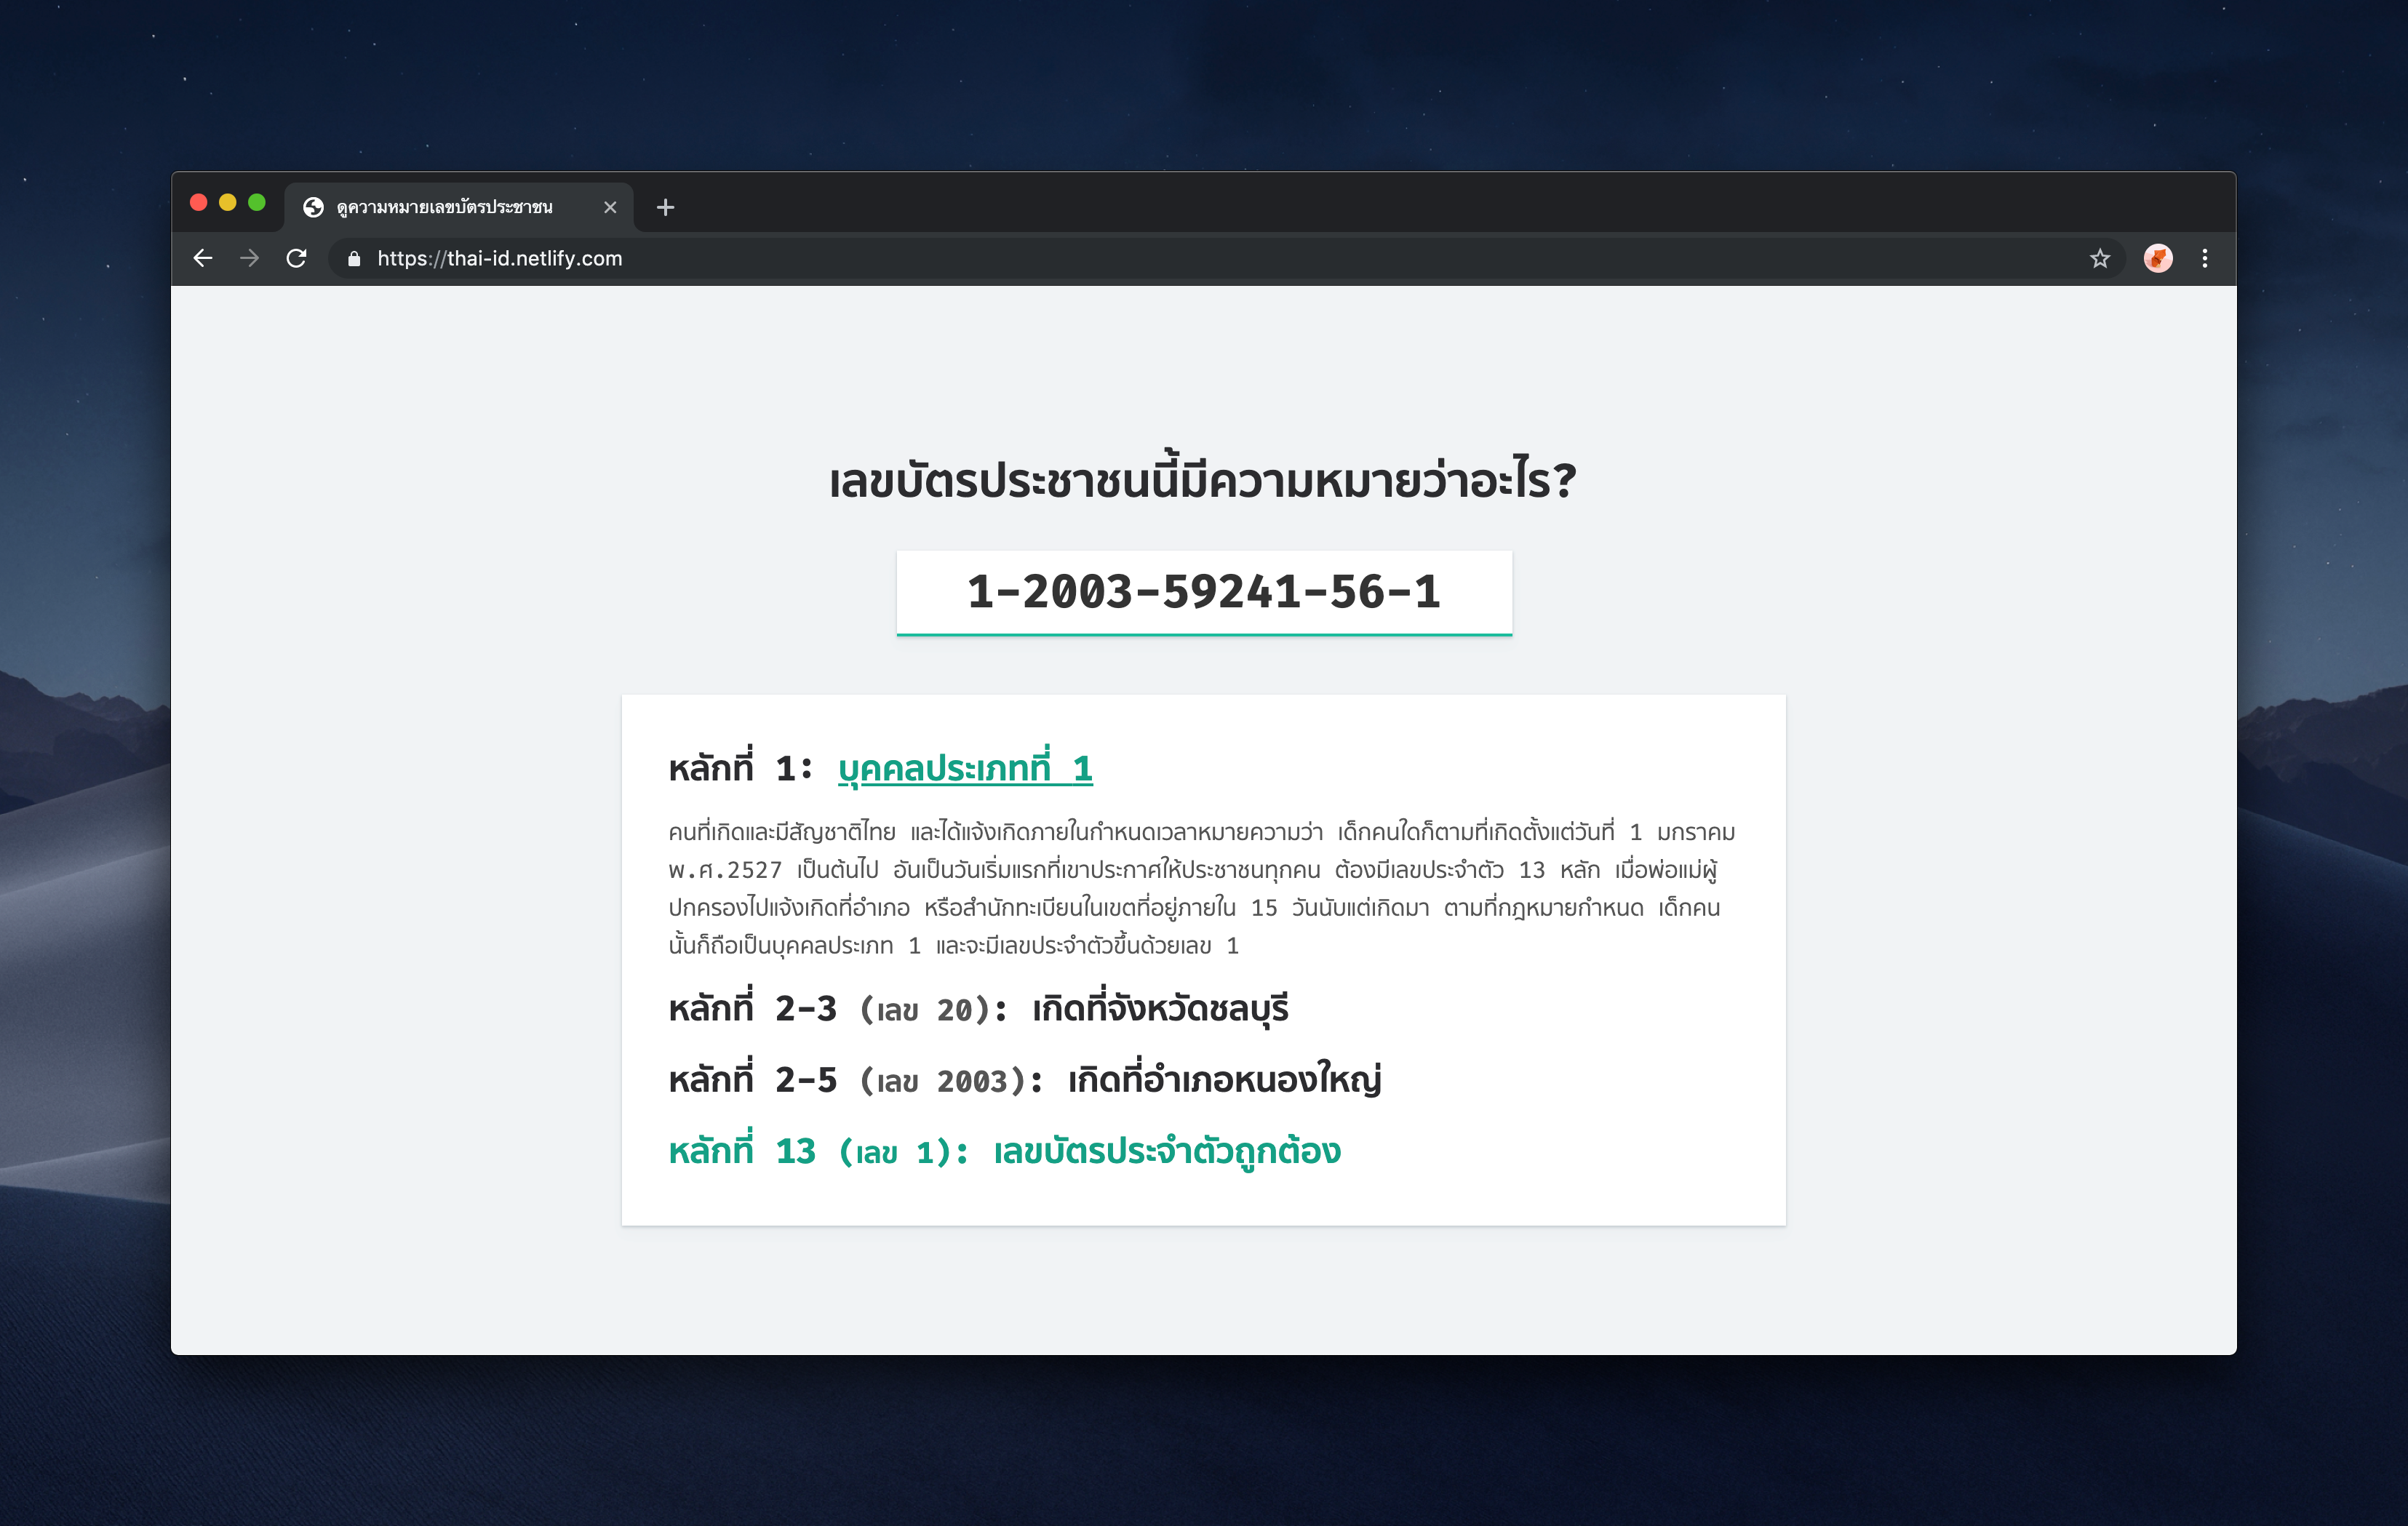 ดูความหมายเลขบัตรประชาชน
https://thai-id.netlify.com
เลขบัตรประชาชนนี้มีความหมายว่าอะไร?
1-2003-59241-56-1
หลักที่ 1: บุคคลประเภทที่ 1
คนที่เกิดและมีสัญชาติไทย และได้แจ้งเกิดภายในกำหนดเวลาหมายความว่า เด็กคนใดก็ตามที่เกิดตั้งแต่วันที่ 1 มกราคม
พ.ศ.2527 เป็นต้นไป อันเป็นวันเริ่มแรกที่เขาประกาศให้ประชาชนทุกคน ต้องมีเลขประจำตัว 13 หลัก เมื่อพ่อแม่ผู้
ปกครองไปแจ้งเกิดที่อำเภอ หรือสำนักทะเบียนในเขตที่อยู่ภายใน 15 วันนับแต่เกิดมา ตามที่กฎหมายกำหนด เด็กคน
นั้นก็ถือเป็นบุคคลประเภท 1 และจะมีเลขประจำตัวขึ้นด้วยเลข 1
หลักที่ 2-3 (เลข 20): เกิดที่จังหวัดชลบุรี
หลักที่ 2-5 (เลข 2003): เกิดที่อำเภอหนองใหญ่
หลักที่ 13 (เลข 1): เลขบัตรประจำตัวถูกต้อง